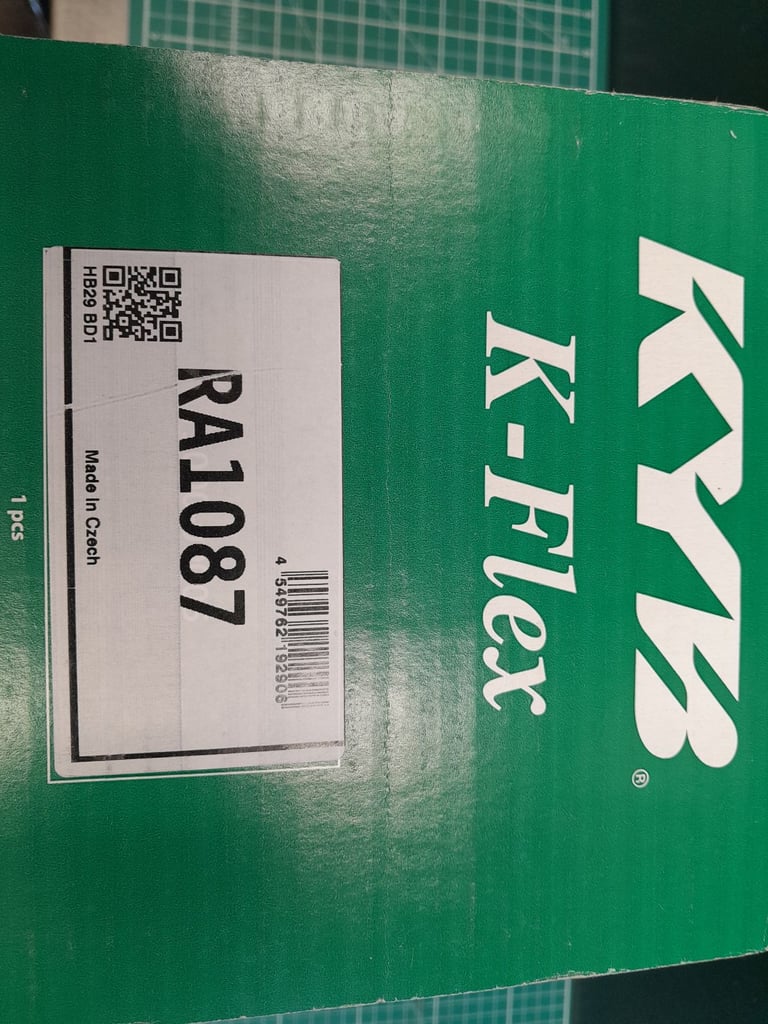 KYB®
K-Flex
4 549762 192908
RA1087
HB29 BD1
Made In Czech
1 pcs